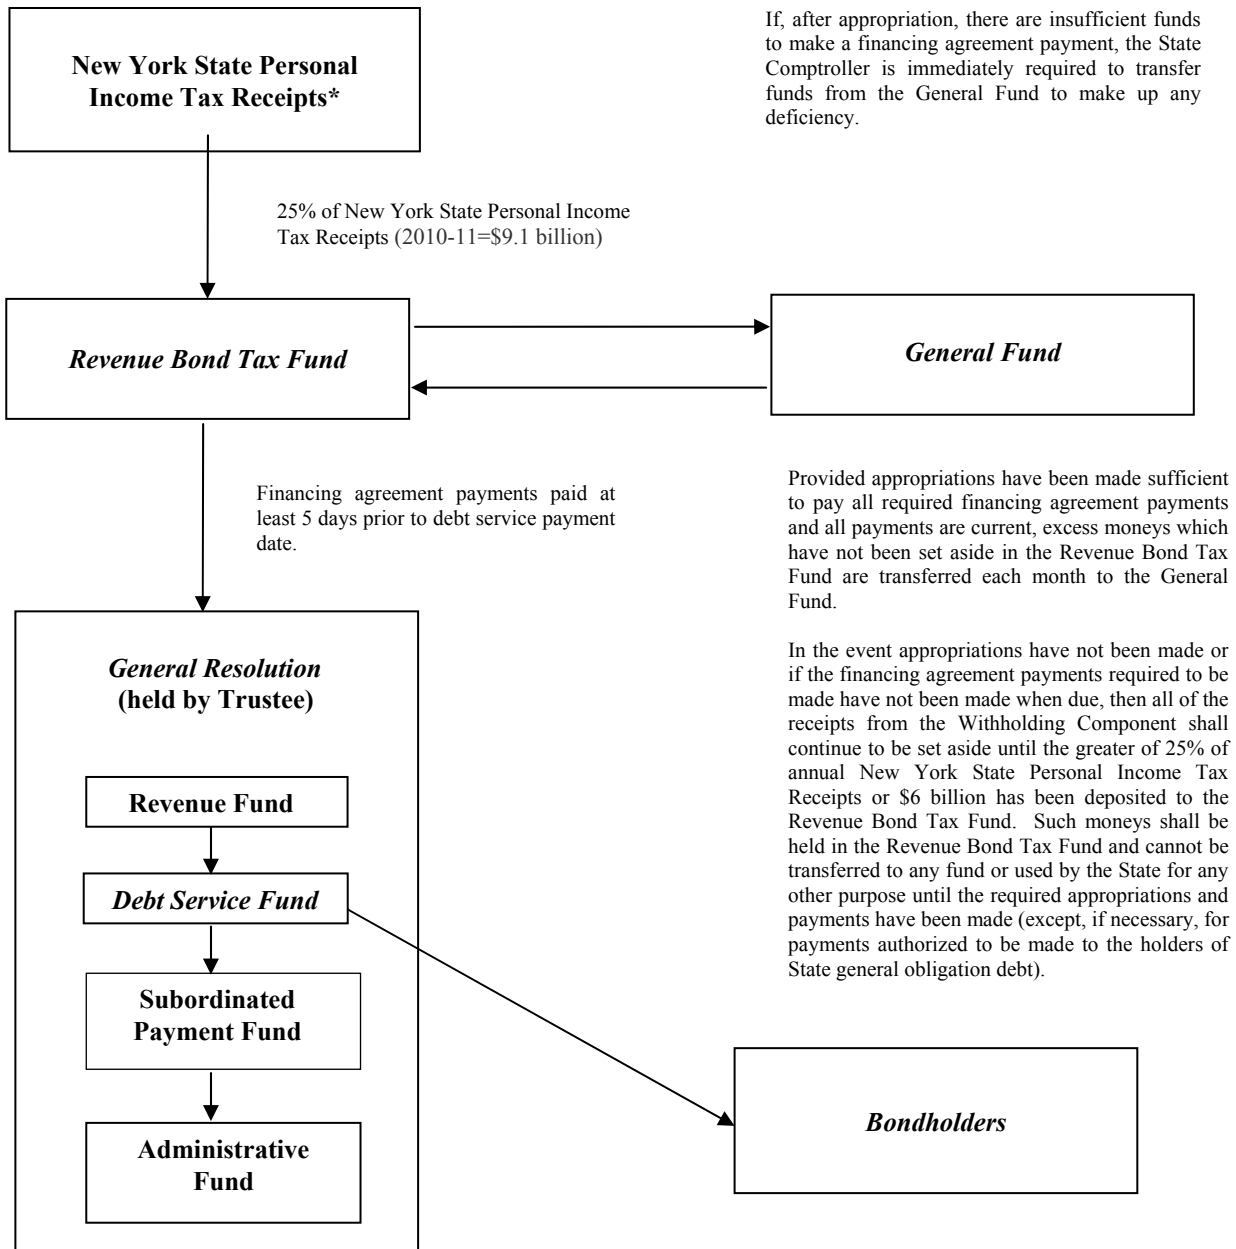 New York State Personal
Income Tax Receipts*
If, after appropriation, there are insufficient funds
to make a financing agreement payment, the State
Comptroller is immediately required to transfer
funds from the General Fund to make up any
deficiency.
25% of New York State Personal Income
Tax Receipts (2010-11=$9.1 billion)
Revenue Bond Tax Fund
General Fund
Financing agreement payments paid at
least 5 days prior to debt service payment
date.
Provided appropriations have been made sufficient
to pay all required financing agreement payments
and all payments are current, excess moneys which
have not been set aside in the Revenue Bond Tax
Fund are transferred each month to the General
Fund.
In the event appropriations have not been made or
if the financing agreement payments required to be
made have not been made when due, then all of the
receipts from the Withholding Component shall
continue to be set aside until the greater of 25% of
annual New York State Personal Income Tax
Receipts or $6 billion has been deposited to the
Revenue Bond Tax Fund. Such moneys shall be
held in the Revenue Bond Tax Fund and cannot be
transferred to any fund or used by the State for any
other purpose until the required appropriations and
payments have been made (except, if necessary, for
payments authorized to be made to the holders of
State general obligation debt).
General Resolution
(held by Trustee)
Revenue Fund
Debt Service Fund
Subordinated
Payment Fund
Administrative
Fund
Bondholders